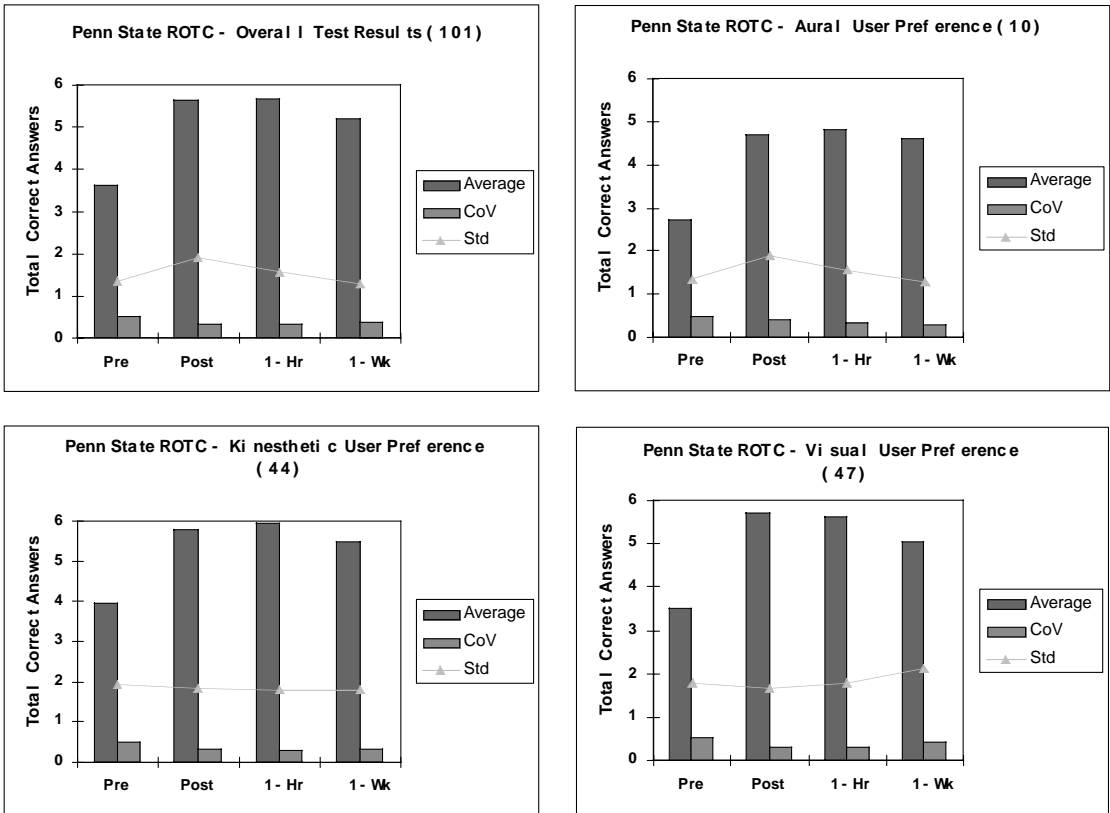 Penn State ROTC - Overall Test Results (101)
Total Correct Answers
6
5
4
3
2
1
0
Pre Post 1-Hr 1-Wk
Average
CoV
Std
Penn State ROTC - Aural User Preference (10)
Total Correct Answers
6
5
4
3
2
1
0
Pre Post 1-Hr 1-Wk
Average
CoV
Std
Penn State ROTC - Kinesthetic User Preference
(44)
Total Correct Answers
6
5
4
3
2
1
0
Pre Post 1-Hr 1-Wk
Average
CoV
Std
Penn State ROTC - Visual User Preference
(47)
Total Correct Answers
6
5
4
3
2
1
0
Pre Post 1-Hr 1-Wk
Average
CoV
Std